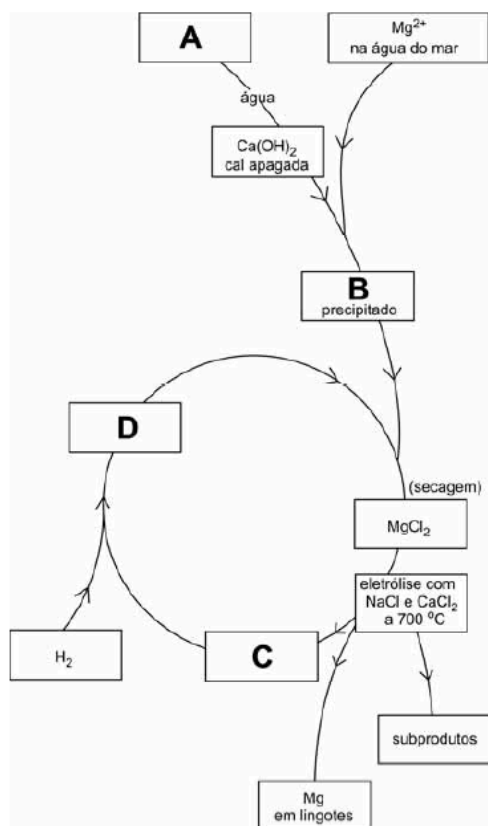 A
Mg²⁺
na água do mar
água
Ca(OH)₂
cal apagada
B
precipitado
D
(secagem)
MgCl₂
eletrólise com
NaCl e CaCl₂
a 700 ºC
H₂
C
subprodutos
Mg
em lingotes